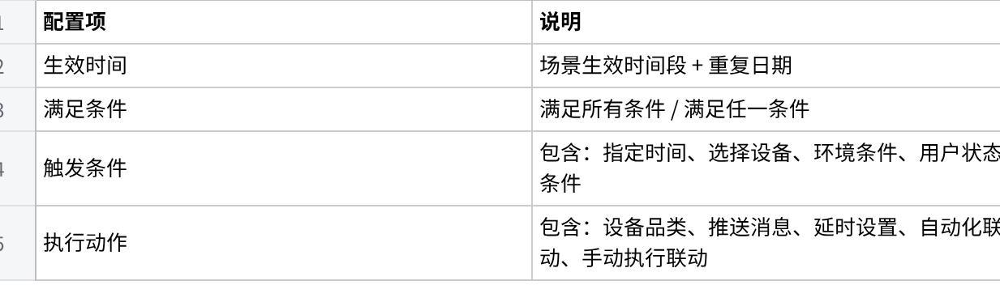 1 配置项 说明
2 生效时间 场景生效时间段 + 重复日期
3 满足条件 满足所有条件 / 满足任一条件
4 触发条件 包含：指定时间、选择设备、环境条件、用户状态
条件
5 执行动作 包含：设备品类、推送消息、延时设置、自动化联
动、手动执行联动